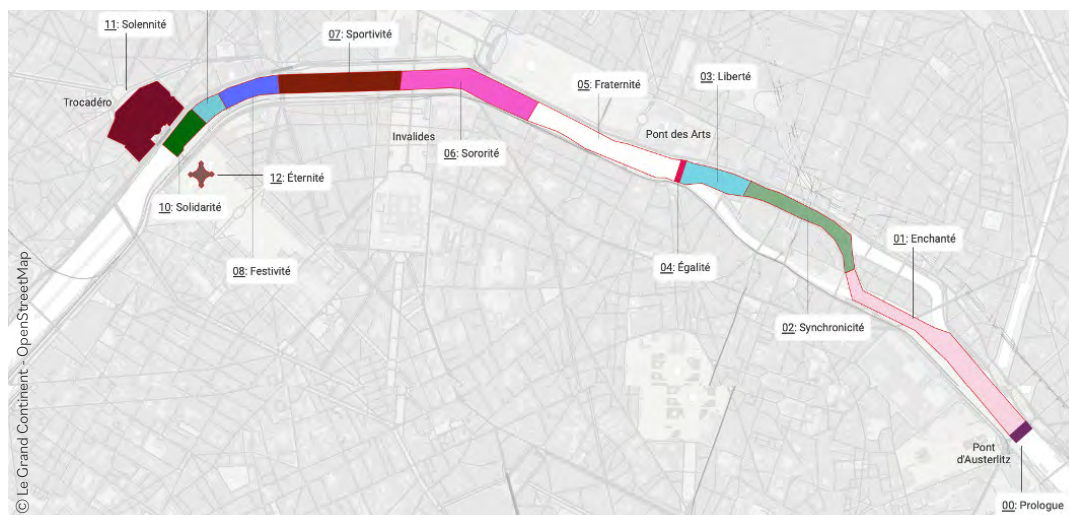 11: Solennité
07: Sportivité
03: Liberté
05: Fraternité
Trocadéro
Pont des Arts
Invalides
06: Sororité
12: Éternité
10: Solidarité
01: Enchanté
08: Festivité
04: Égalité
02: Synchronicité
Pont
d'Austerlitz
00: Prologue
© Le Grand Continent - OpenStreetMap